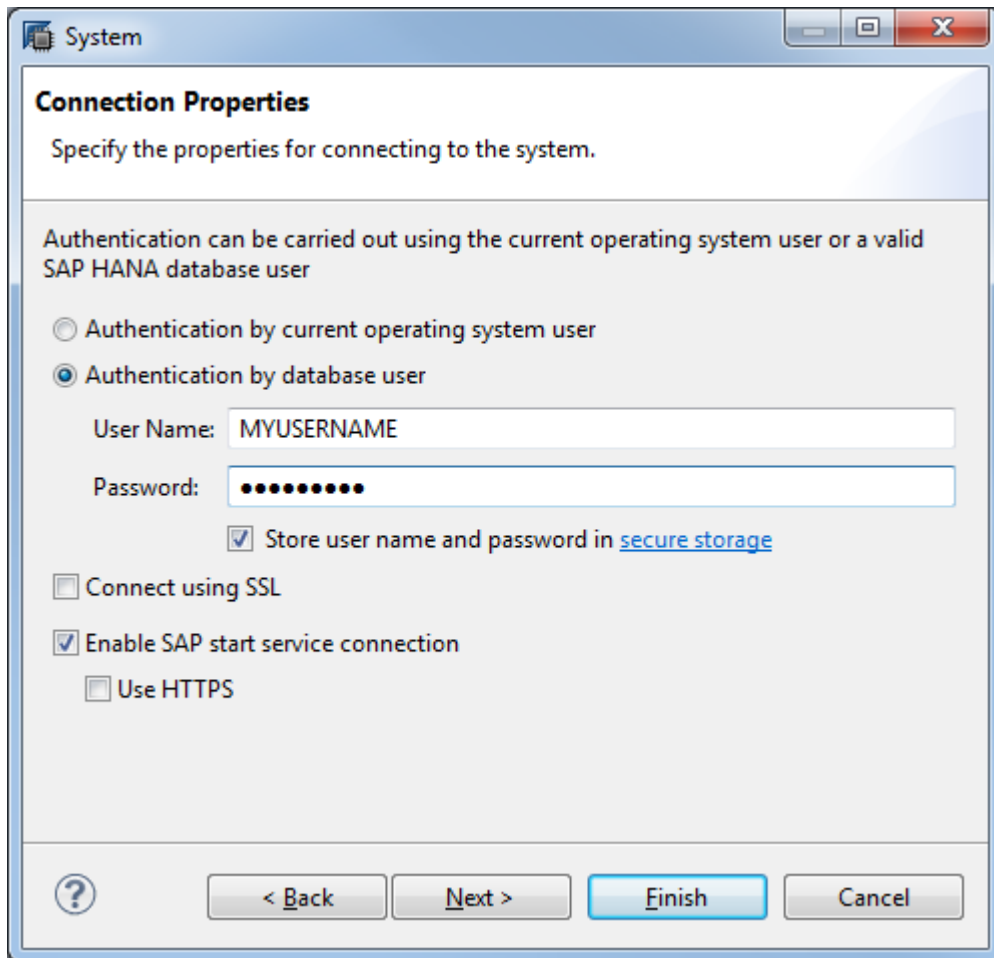 System
Connection Properties
Specify the properties for connecting to the system.
Authentication can be carried out using the current operating system user or a valid
SAP HANA database user
Authentication by current operating system user
Authentication by database user
User Name: MYUSERNAME
Password: ●●●●●●●●●
Store user name and password in secure storage
Connect using SSL
Enable SAP start service connection
Use HTTPS
? < Back Next > Finish Cancel